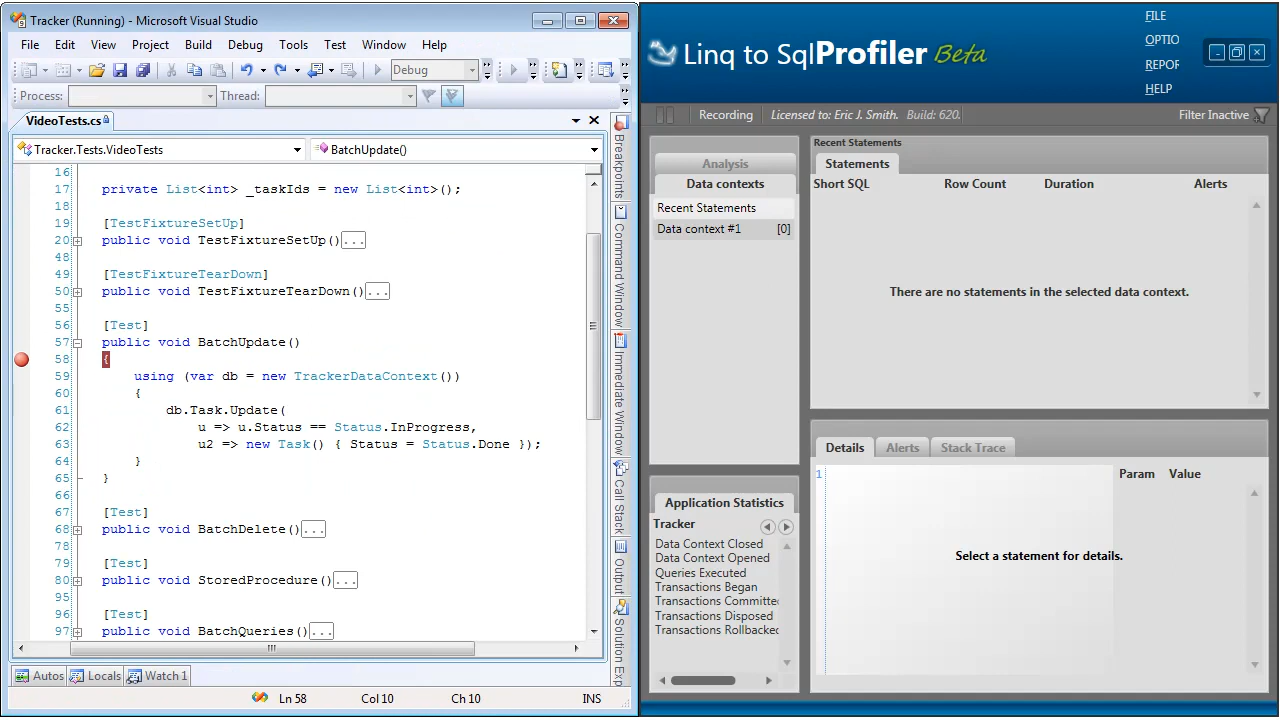 Tracker (Running) - Microsoft Visual Studio
File Edit View Project Build Debug Tools Test Window Help
Debug
Process: Thread:
VideoTests.cs
Tracker.Tests.VideoTests BatchUpdate()
16
17 private List<int> _taskIds = new List<int>();
18
19 [TestFixtureSetUp]
20 public void TestFixtureSetUp()...
48
49 [TestFixtureTearDown]
50 public void TestFixtureTearDown()...
55
56 [Test]
57 public void BatchUpdate()
58 {
59 using (var db = new TrackerDataContext())
60 {
61 db.Task.Update(
62 u => u.Status == Status.InProgress,
63 u2 => new Task() { Status = Status.Done });
64 }
65 }
66
67 [Test]
68 public void BatchDelete()...
78
79 [Test]
80 public void StoredProcedure()...
95
96 [Test]
97 public void BatchQueries()...
Breakpoints
Command Window
Immediate Window
Call Stack
Output
Solution Exp
Autos Locals Watch 1
Ln 58 Col 10 Ch 10 INS
Linq to SqlProfiler Beta
FILE
OPTIO
REPOR
HELP
Recording Licensed to: Eric J. Smith. Build: 620. Filter Inactive
Analysis
Data contexts
Recent Statements
Data context #1 [0]
Recent Statements
Statements
Short SQL Row Count Duration Alerts
There are no statements in the selected data context.
Application Statistics
Tracker
Data Context Closed
Data Context Opened
Queries Executed
Transactions Began
Transactions Committe
Transactions Disposed
Transactions Rollbacked
Details Alerts Stack Trace
1
Param Value
Select a statement for details.